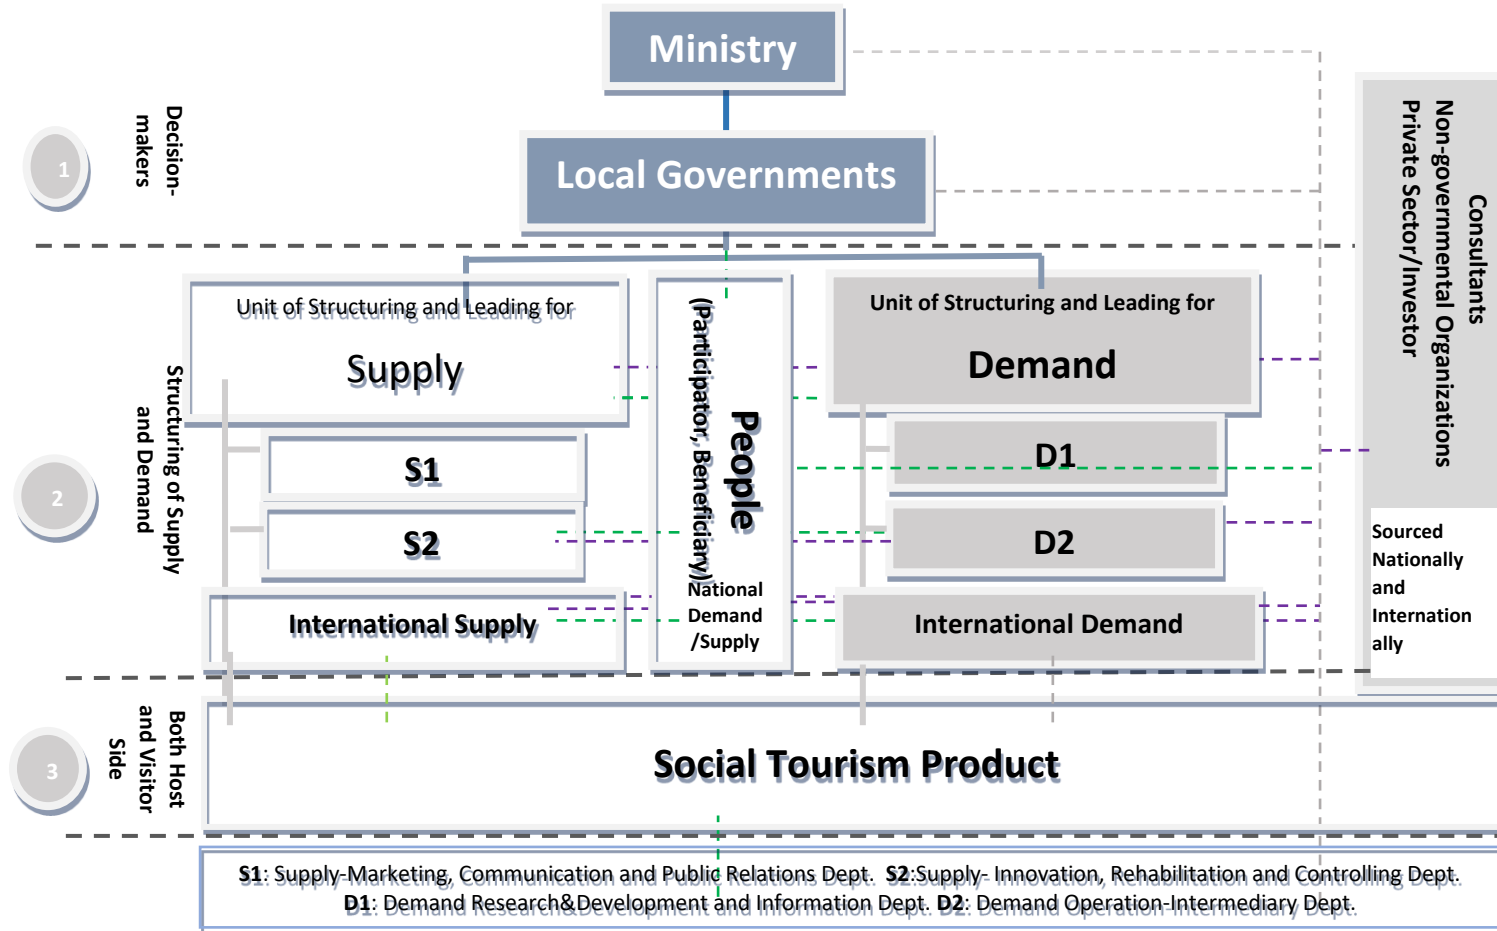 Ministry
1
Decision-
makers
Local Governments
Consultants
Non-governmental Organizations
Private Sector/Investor
Sourced
Nationally
and
Internation
ally
2
Structuring of Supply
and Demand
Unit of Structuring and Leading for
Supply
S1
S2
International Supply
People
(Participator, Beneficiary)
National
Demand
/Supply
Unit of Structuring and Leading for
Demand
D1
D2
International Demand
3
Both Host
and Visitor
Side
Social Tourism Product
S1: Supply-Marketing, Communication and Public Relations Dept. S2:Supply- Innovation, Rehabilitation and Controlling Dept.
D1: Demand Research&Development and Information Dept. D2: Demand Operation-Intermediary Dept.